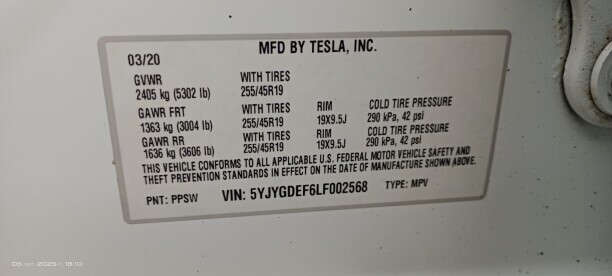 MFD BY TESLA, INC.
03/20
GVWR WITH TIRES
2405 kg (5302 lb) 255/45R19
GAWR FRT WITH TIRES RIM COLD TIRE PRESSURE
1363 kg (3004 lb) 255/45R19 19X9.5J 290 kPa, 42 psi
GAWR RR WITH TIRES RIM COLD TIRE PRESSURE
1636 kg (3606 lb) 255/45R19 19X9.5J 290 kPa, 42 psi
THIS VEHICLE CONFORMS TO ALL APPLICABLE U.S. FEDERAL MOTOR VEHICLE SAFETY AND
THEFT PREVENTION STANDARDS IN EFFECT ON THE DATE OF MANUFACTURE SHOWN ABOVE.
PNT: PPSW VIN: 5YJYGDEF6LF002568 TYPE: MPV